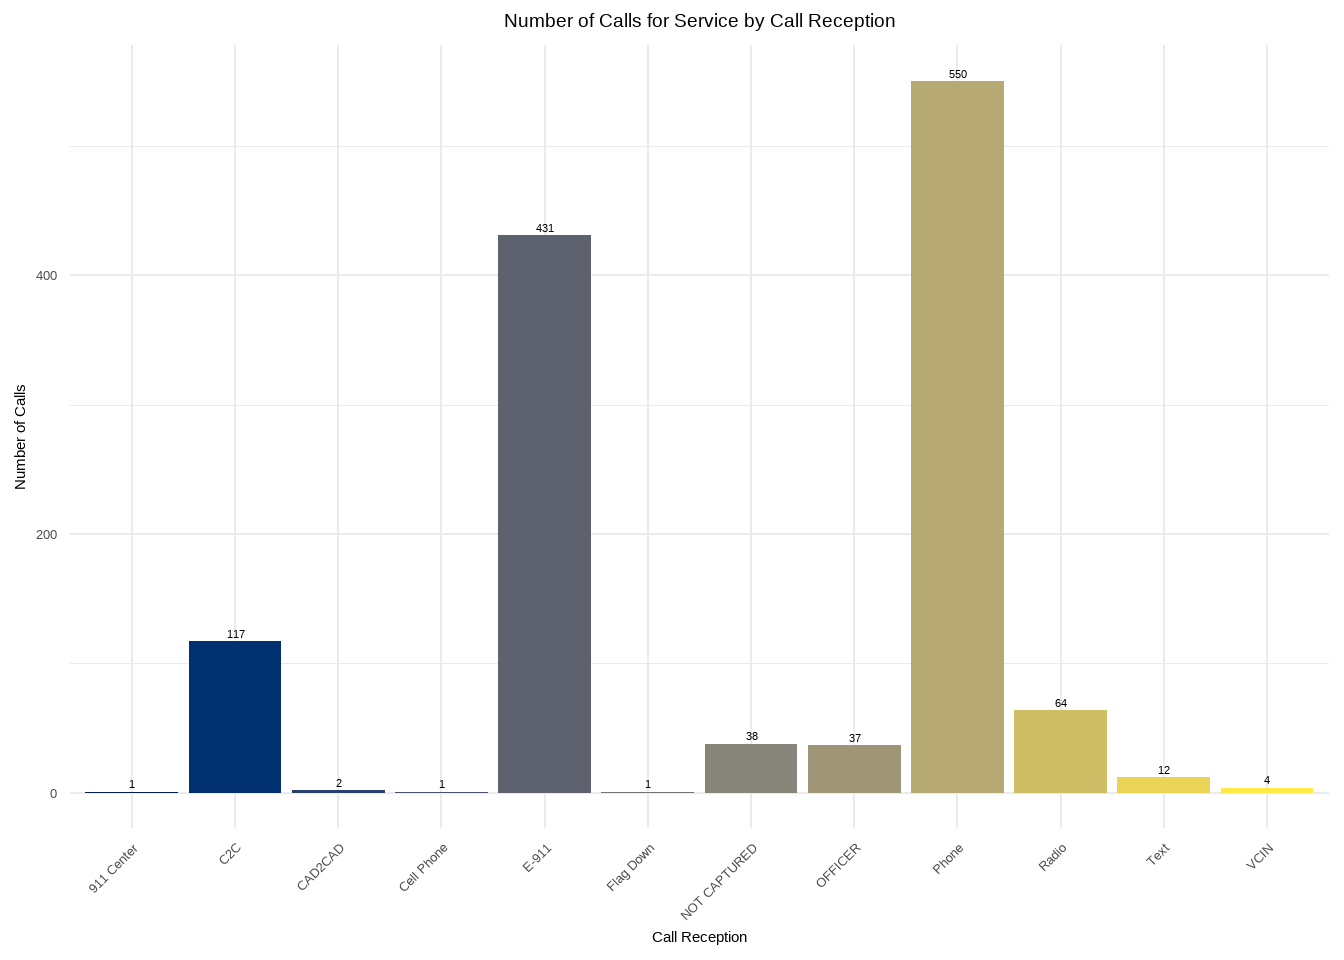 Number of Calls for Service by Call Reception
550
431
400
Number of Calls
200
117
64
38
37
12
4
2
1
1
1
0
911 Center
C2C
CAD2CAD
Cell Phone
E-911
Flag Down
NOT CAPTURED
OFFICER
Phone
Radio
Text
VCIN
Call Reception